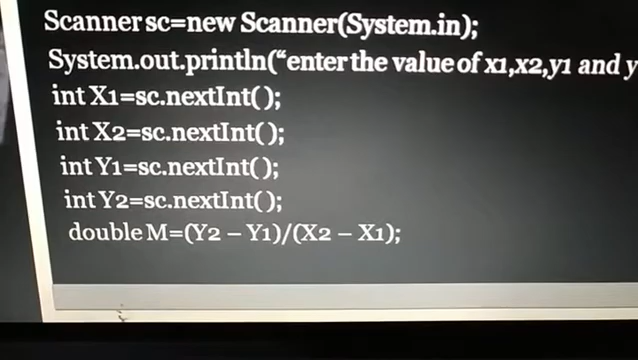 Scanner sc=new Scanner(System.in);
System.out.println(“enter the value of x1,x2,y1 and y
int X1=sc.nextInt( );
int X2=sc.nextInt( );
int Y1=sc.nextInt( );
int Y2=sc.nextInt( );
double M=(Y2 – Y1)/(X2 – X1);